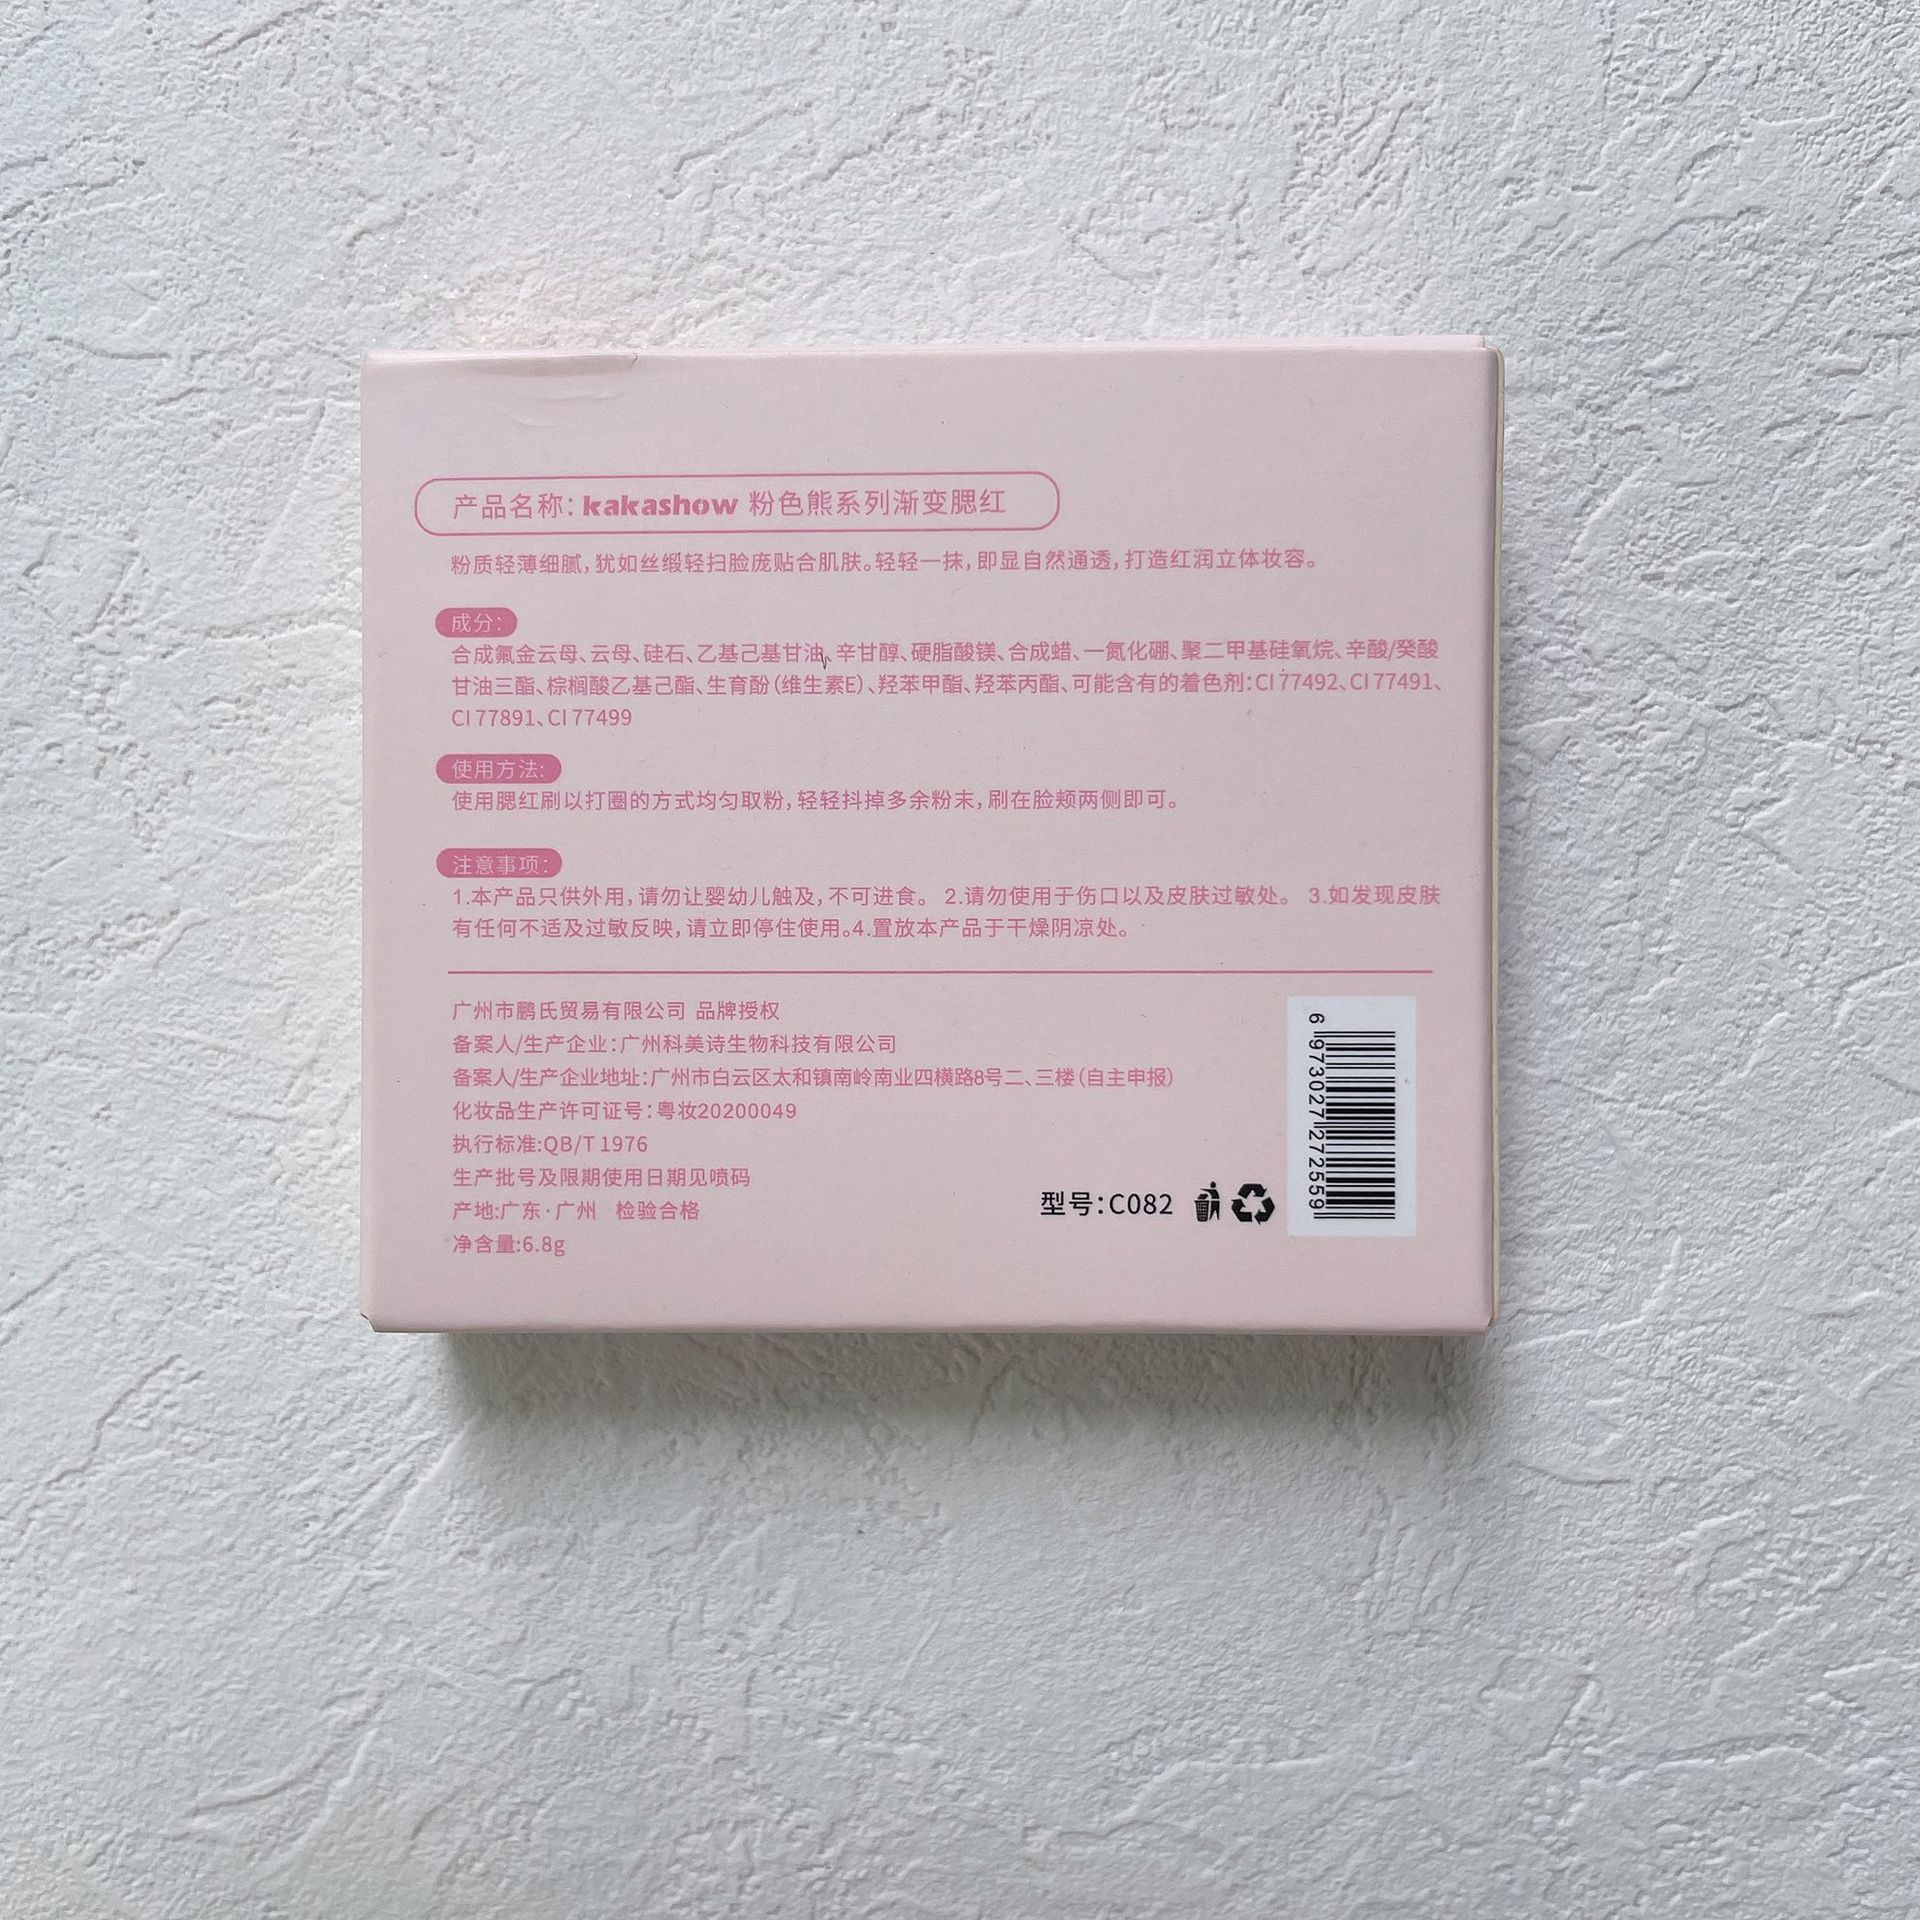 产品名称：kakashow 粉色熊系列渐变腮红
粉质轻薄细腻，犹如丝缎轻扫脸庞贴合肌肤。轻轻一抹，即显自然通透，打造红润立体妆容。
成分：
合成氟金云母、云母、硅石、乙基己基甘油、辛甘醇、硬脂酸镁、合成蜡、一氮化硼、聚二甲基硅氧烷、辛酸/癸酸
甘油三酯、棕榈酸乙基己酯、生育酚（维生素E）、羟苯甲酯、羟苯丙酯、可能含有的着色剂：CI 77492、CI 77491、
CI 77891、CI 77499
使用方法：
使用腮红刷以打圈的方式均匀取粉，轻轻抖掉多余粉末，刷在脸颊两侧即可。
注意事项：
1.本产品只供外用，请勿让婴幼儿触及，不可进食。 2.请勿使用于伤口以及皮肤过敏处。 3.如发现皮肤
有任何不适及过敏反映，请立即停住使用。4.置放本产品于干燥阴凉处。
广州市鹏氏贸易有限公司 品牌授权
备案人/生产企业：广州科美诗生物科技有限公司
备案人/生产企业地址：广州市白云区太和镇南岭南业四横路8号二、三楼（自主申报）
化妆品生产许可证号：粤妆20200049
执行标准:QB/T 1976
生产批号及限期使用日期见喷码
产地:广东·广州 检验合格
净含量:6.8g
型号：C082
6 973027 272559